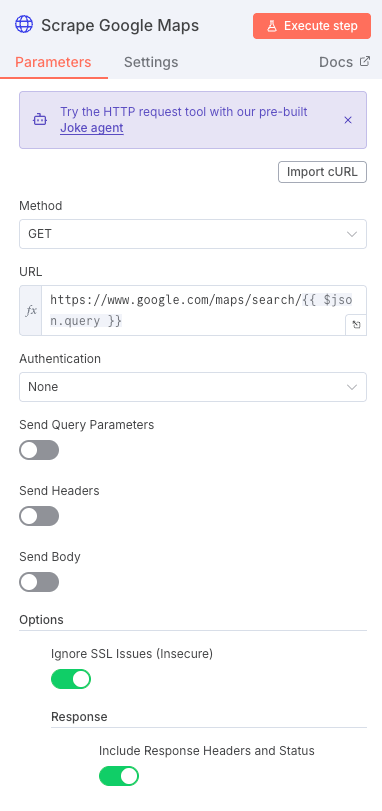 Scrape Google Maps
Execute step
Parameters
Settings
Docs
Try the HTTP request tool with our pre-built
Joke agent
Import cURL
Method
GET
URL
fx
https://www.google.com/maps/search/{{ $jso
n.query }}
Authentication
None
Send Query Parameters
Send Headers
Send Body
Options
Ignore SSL Issues (Insecure)
Response
Include Response Headers and Status